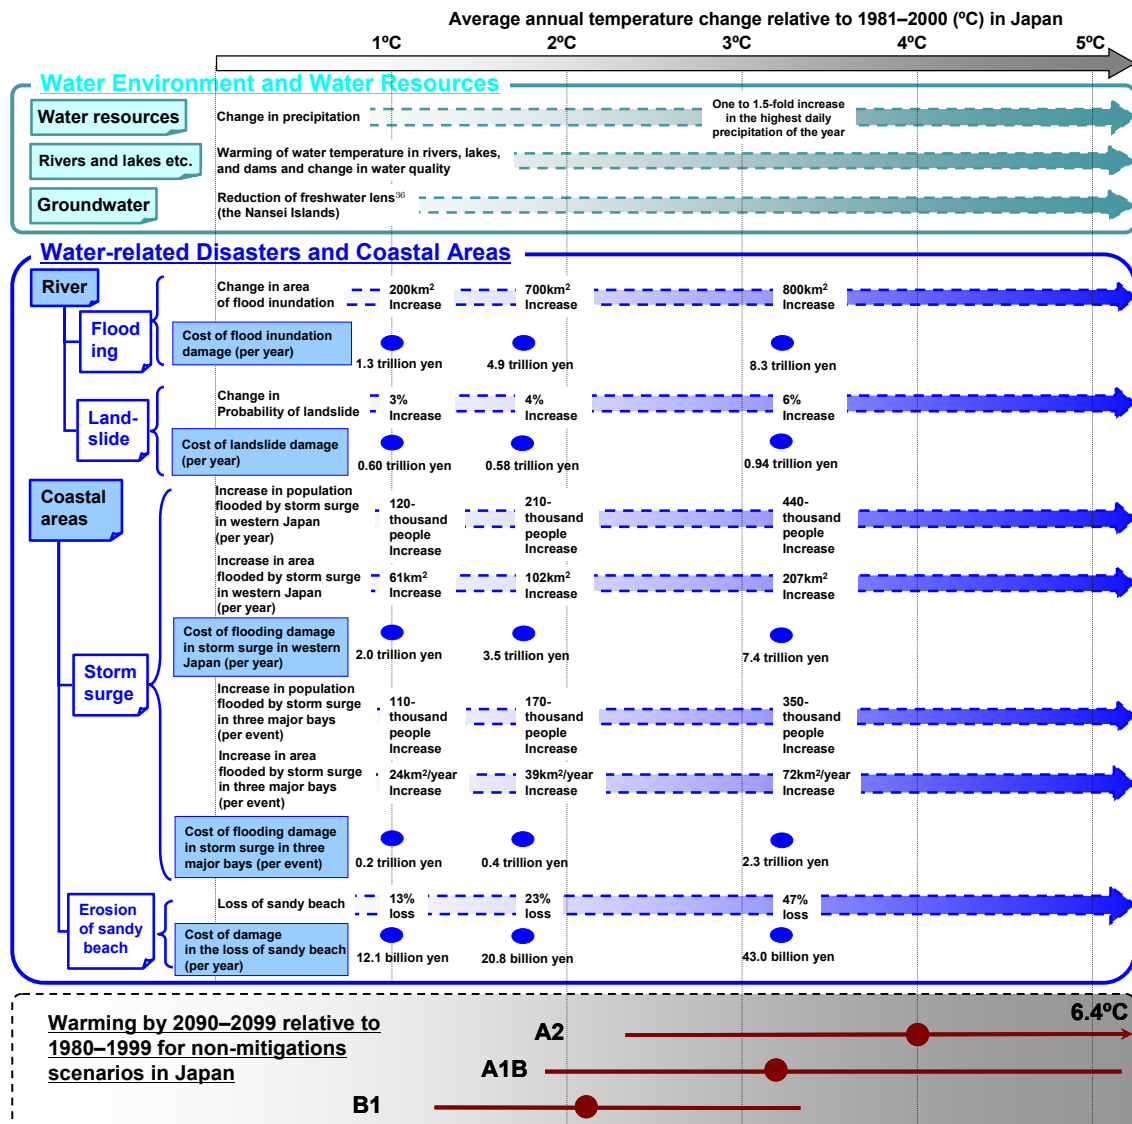 Average annual temperature change relative to 1981–2000 (ºC) in Japan
1ºC 2ºC 3ºC 4ºC 5ºC
Water Environment and Water Resources
Water resources
Change in precipitation
One to 1.5-fold increase
in the highest daily
precipitation of the year
Rivers and lakes etc.
Warming of water temperature in rivers, lakes,
and dams and change in water quality
Groundwater
Reduction of freshwater lens³⁶
(the Nansei Islands)
Water-related Disasters and Coastal Areas
River
Flood
ing
Change in area
of flood inundation
200km²
Increase
700km²
Increase
800km²
Increase
Cost of flood inundation
damage (per year)
1.3 trillion yen
4.9 trillion yen
8.3 trillion yen
Land-
slide
Change in
Probability of landslide
3%
Increase
4%
Increase
6%
Increase
Cost of landslide damage
(per year)
0.60 trillion yen
0.58 trillion yen
0.94 trillion yen
Coastal
areas
Storm
surge
Increase in population
flooded by storm surge
in western Japan
(per year)
120-
thousand
people
Increase
210-
thousand
people
Increase
440-
thousand
people
Increase
Increase in area
flooded by storm surge
in western Japan
(per year)
61km²
Increase
102km²
Increase
207km²
Increase
Cost of flooding damage
in storm surge in western
Japan (per year)
2.0 trillion yen
3.5 trillion yen
7.4 trillion yen
Increase in population
flooded by storm surge
in three major bays
(per event)
110-
thousand
people
Increase
170-
thousand
people
Increase
350-
thousand
people
Increase
Increase in area
flooded by storm surge
in three major bays
(per event)
24km²/year
Increase
39km²/year
Increase
72km²/year
Increase
Cost of flooding damage
in storm surge in three
major bays (per event)
0.2 trillion yen
0.4 trillion yen
2.3 trillion yen
Erosion
of sandy
beach
Loss of sandy beach
13%
loss
23%
loss
47%
loss
Cost of damage
in the loss of sandy beach
(per year)
12.1 billion yen
20.8 billion yen
43.0 billion yen
Warming by 2090–2099 relative to
1980–1999 for non-mitigations
scenarios in Japan
6.4ºC
A2
A1B
B1